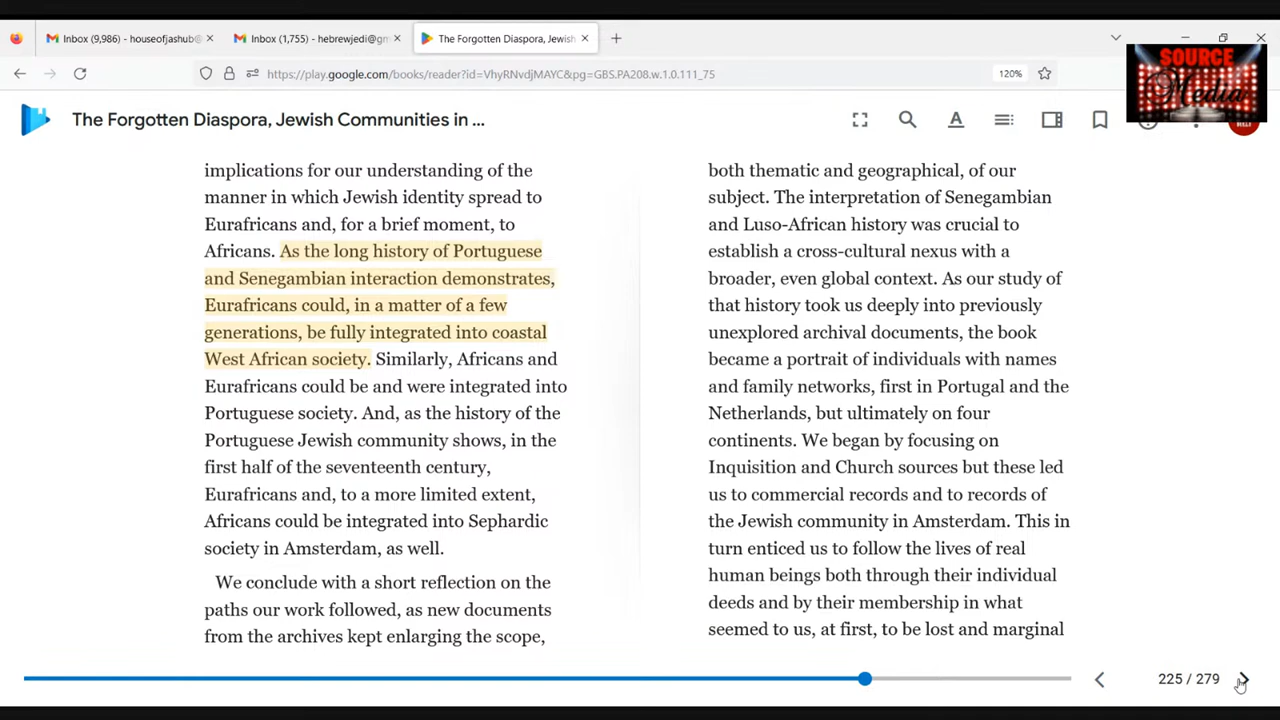 Inbox (9,986) - houseofjashub@
Inbox (1,755) - hebrewjedi@gm
The Forgotten Diaspora, Jewish
https://play.google.com/books/reader?id=VhyRNvdjMAYC&pg=GBS.PA208.w.1.0.111_75
120%
SOURCE
Media
The Forgotten Diaspora, Jewish Communities in ...
implications for our understanding of the
manner in which Jewish identity spread to
Eurafricans and, for a brief moment, to
Africans. As the long history of Portuguese
and Senegambian interaction demonstrates,
Eurafricans could, in a matter of a few
generations, be fully integrated into coastal
West African society. Similarly, Africans and
Eurafricans could be and were integrated into
Portuguese society. And, as the history of the
Portuguese Jewish community shows, in the
first half of the seventeenth century,
Eurafricans and, to a more limited extent,
Africans could be integrated into Sephardic
society in Amsterdam, as well.
We conclude with a short reflection on the
paths our work followed, as new documents
from the archives kept enlarging the scope,
both thematic and geographical, of our
subject. The interpretation of Senegambian
and Luso-African history was crucial to
establish a cross-cultural nexus with a
broader, even global context. As our study of
that history took us deeply into previously
unexplored archival documents, the book
became a portrait of individuals with names
and family networks, first in Portugal and the
Netherlands, but ultimately on four
continents. We began by focusing on
Inquisition and Church sources but these led
us to commercial records and to records of
the Jewish community in Amsterdam. This in
turn enticed us to follow the lives of real
human beings both through their individual
deeds and by their membership in what
seemed to us, at first, to be lost and marginal
225 / 279